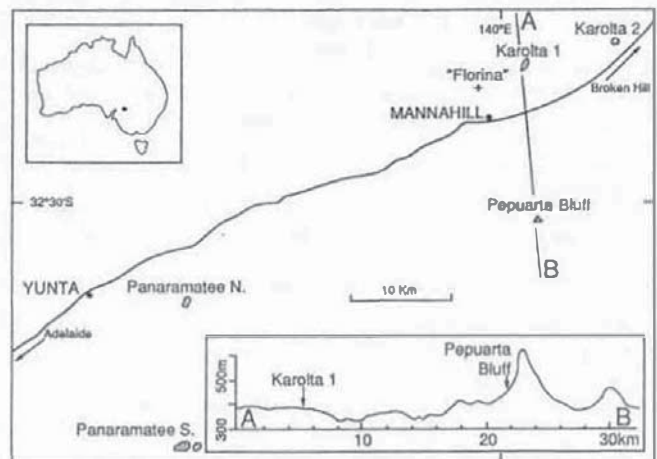 140°E
A
Karolta 2
Karolta 1
"Florina"
Broken Hill
MANNAHILL
32°30'S
Pepuarta Bluff
B
YUNTA
Panaramatee N.
10 Km
Adelaide
Pepuarta
Bluff
500m
Karolta 1
300
A
B
10
20
30km
Panaramatee S.